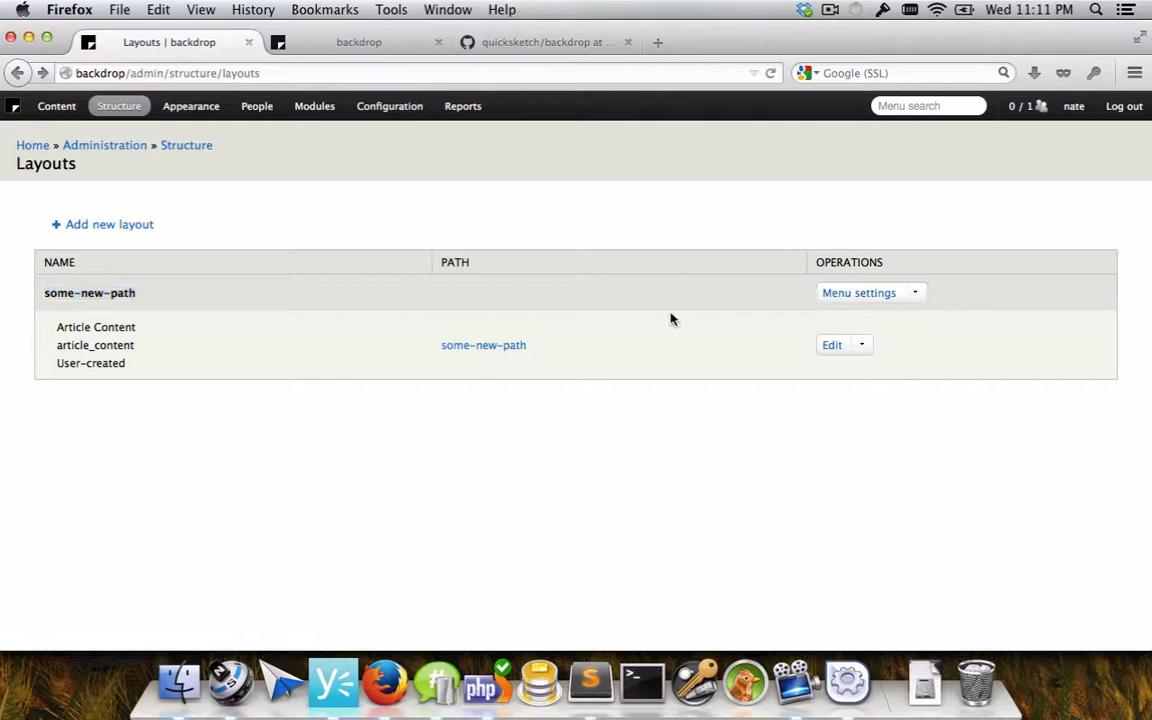 Firefox File Edit View History Bookmarks Tools Window Help Wed 11:11 PM
Layouts | backdrop backdrop quicksketch/backdrop at ...
backdrop/admin/structure/layouts Google (SSL)
Content Structure Appearance People Modules Configuration Reports Menu search 0 / 1 nate Log out
Home » Administration » Structure
Layouts
+ Add new layout
NAME PATH OPERATIONS
some-new-path Menu settings
Article Content
article_content some-new-path Edit
User-created
php